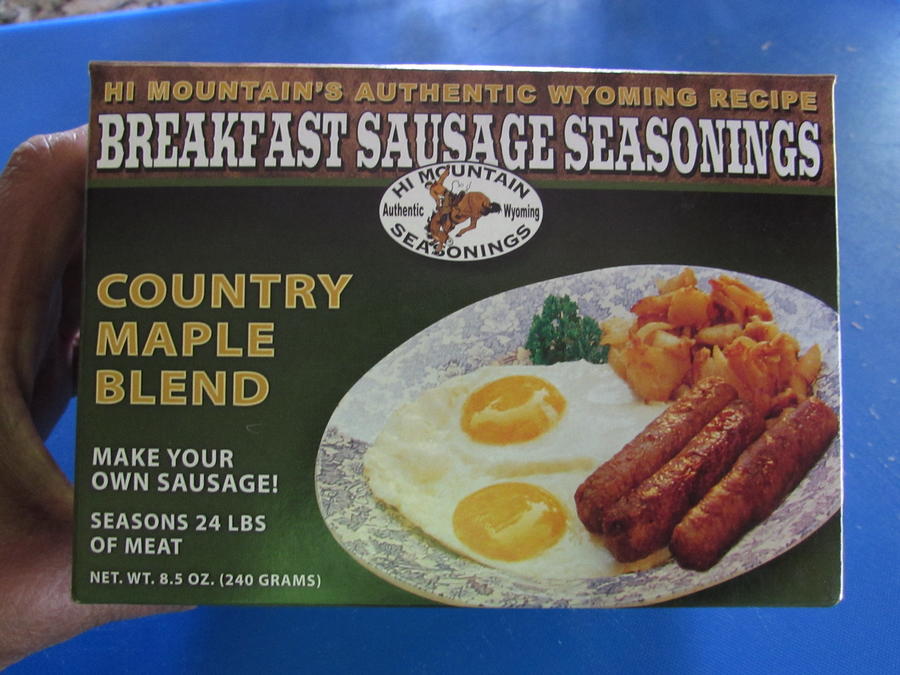 HI MOUNTAIN'S AUTHENTIC WYOMING RECIPE
BREAKFAST SAUSAGE SEASONINGS
HI MOUNTAIN
Authentic Wyoming
SEASONINGS
COUNTRY
MAPLE
BLEND
MAKE YOUR
OWN SAUSAGE!
SEASONS 24 LBS
OF MEAT
NET. WT. 8.5 OZ. (240 GRAMS)